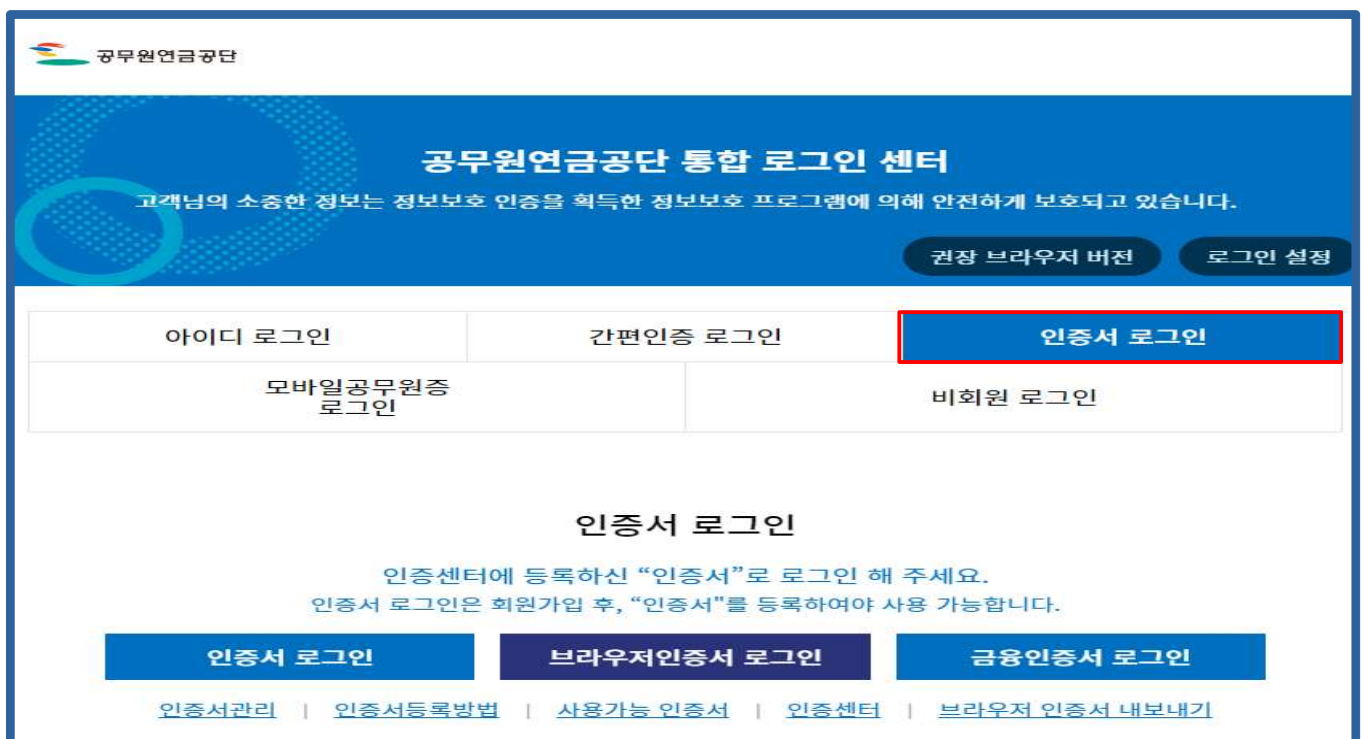 공무원연금공단
공무원연금공단 통합 로그인 센터
고객님의 소중한 정보는 정보보호 인증을 획득한 정보보호 프로그램에 의해 안전하게 보호되고 있습니다.
권장 브라우저 버전 로그인 설정
아이디 로그인 간편인증 로그인 인증서 로그인
모바일공무원증
로그인
비회원 로그인
인증서 로그인
인증센터에 등록하신 “인증서”로 로그인 해 주세요.
인증서 로그인은 회원가입 후, “인증서"를 등록하여야 사용 가능합니다.
인증서 로그인 브라우저인증서 로그인 금융인증서 로그인
인증서관리 | 인증서등록방법 | 사용가능 인증서 | 인증센터 | 브라우저 인증서 내보내기